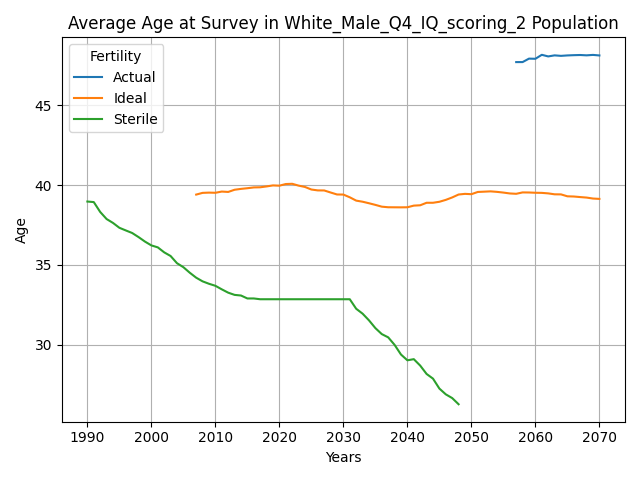 Average Age at Survey in White_Male_Q4_IQ_scoring_2 Population
Fertility
Actual
Ideal
Sterile
45
40
35
30
Age
1990 2000 2010 2020 2030 2040 2050 2060 2070
Years